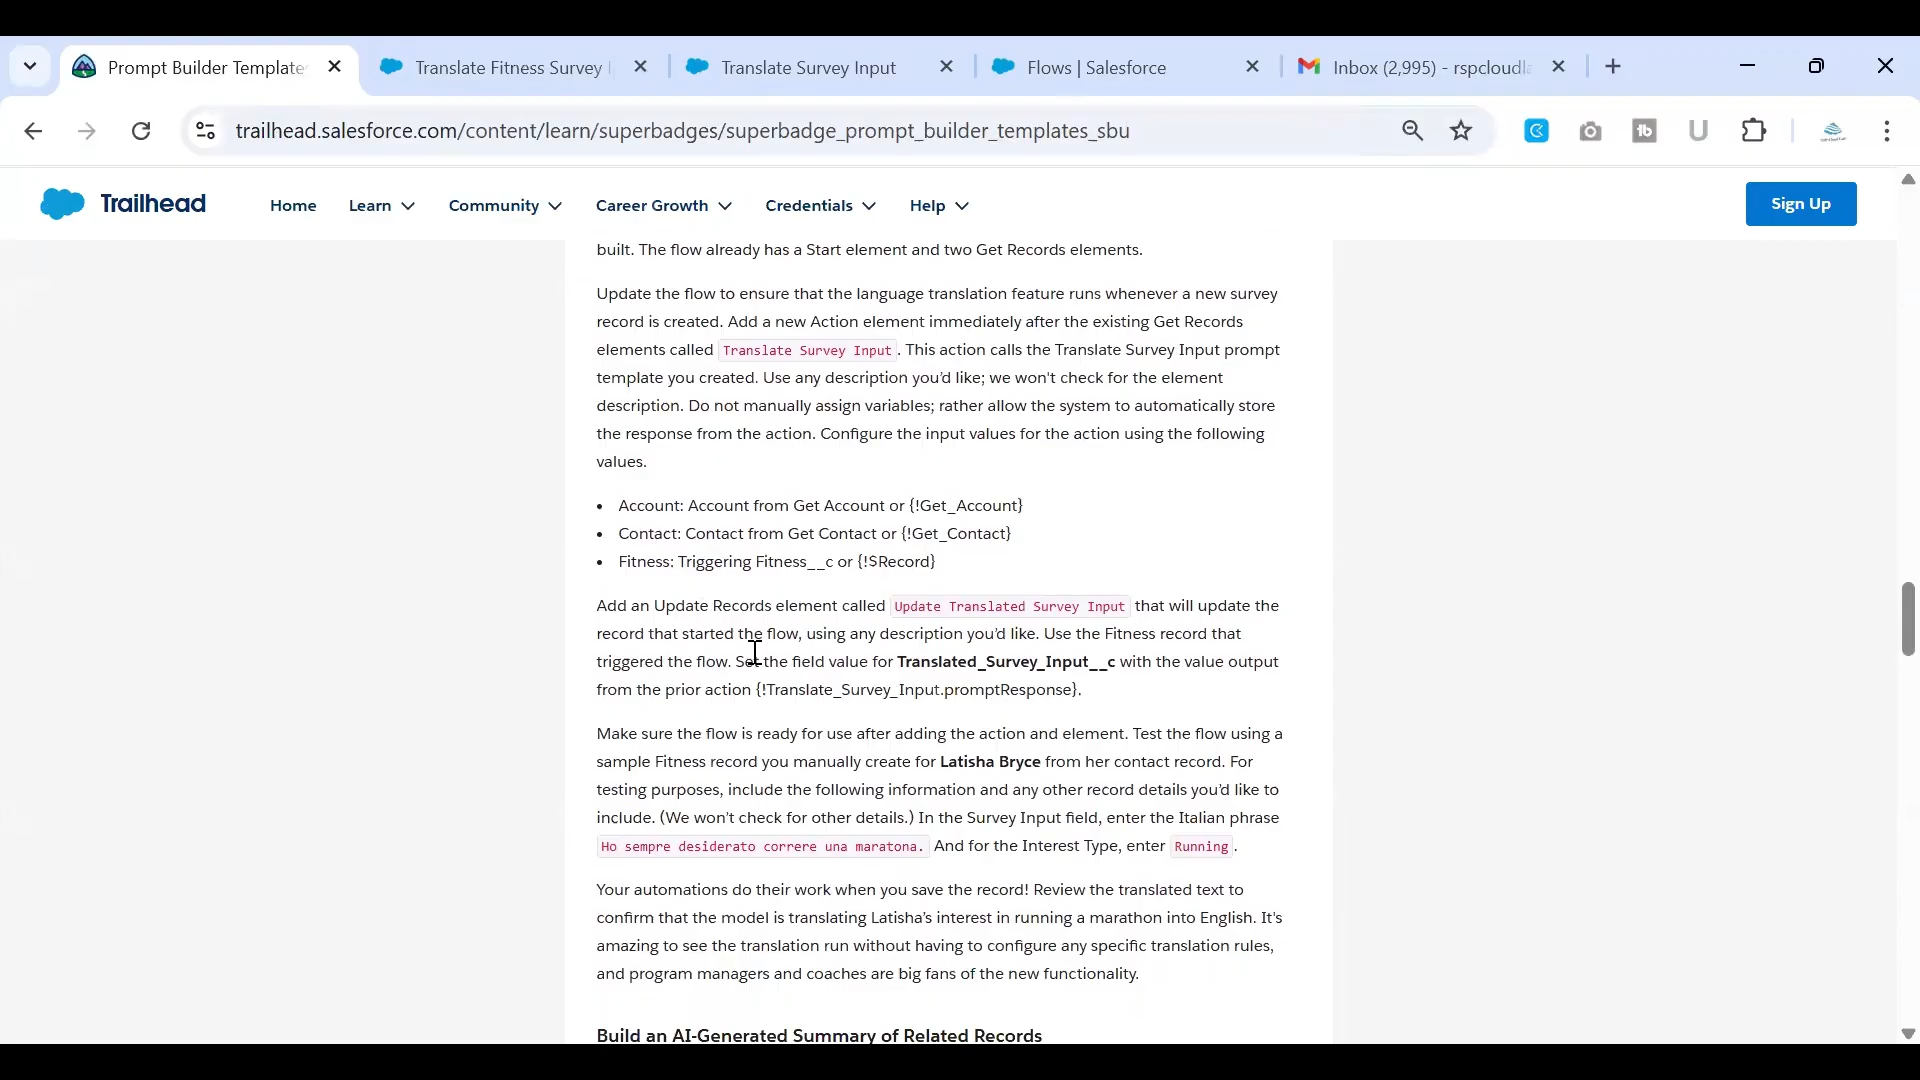 Prompt Builder Template
Translate Fitness Survey
Translate Survey Input
Flows | Salesforce
Inbox (2,995) - rspcloudla
trailhead.salesforce.com/content/learn/superbadges/superbadge_prompt_builder_templates_sbu
Trailhead
Home
Learn
Community
Career Growth
Credentials
Help
Sign Up
built. The flow already has a Start element and two Get Records elements.
Update the flow to ensure that the language translation feature runs whenever a new survey
record is created. Add a new Action element immediately after the existing Get Records
elements called Translate Survey Input. This action calls the Translate Survey Input prompt
template you created. Use any description you’d like; we won't check for the element
description. Do not manually assign variables; rather allow the system to automatically store
the response from the action. Configure the input values for the action using the following
values.
• Account: Account from Get Account or {!Get_Account}
• Contact: Contact from Get Contact or {!Get_Contact}
• Fitness: Triggering Fitness__c or {!$Record}
Add an Update Records element called Update Translated Survey Input that will update the
record that started the flow, using any description you’d like. Use the Fitness record that
triggered the flow. Set the field value for Translated_Survey_Input__c with the value output
from the prior action {!Translate_Survey_Input.promptResponse}.
Make sure the flow is ready for use after adding the action and element. Test the flow using a
sample Fitness record you manually create for Latisha Bryce from her contact record. For
testing purposes, include the following information and any other record details you’d like to
include. (We won’t check for other details.) In the Survey Input field, enter the Italian phrase
Ho sempre desiderato correre una maratona. And for the Interest Type, enter Running.
Your automations do their work when you save the record! Review the translated text to
confirm that the model is translating Latisha’s interest in running a marathon into English. It's
amazing to see the translation run without having to configure any specific translation rules,
and program managers and coaches are big fans of the new functionality.
Build an AI-Generated Summary of Related Records